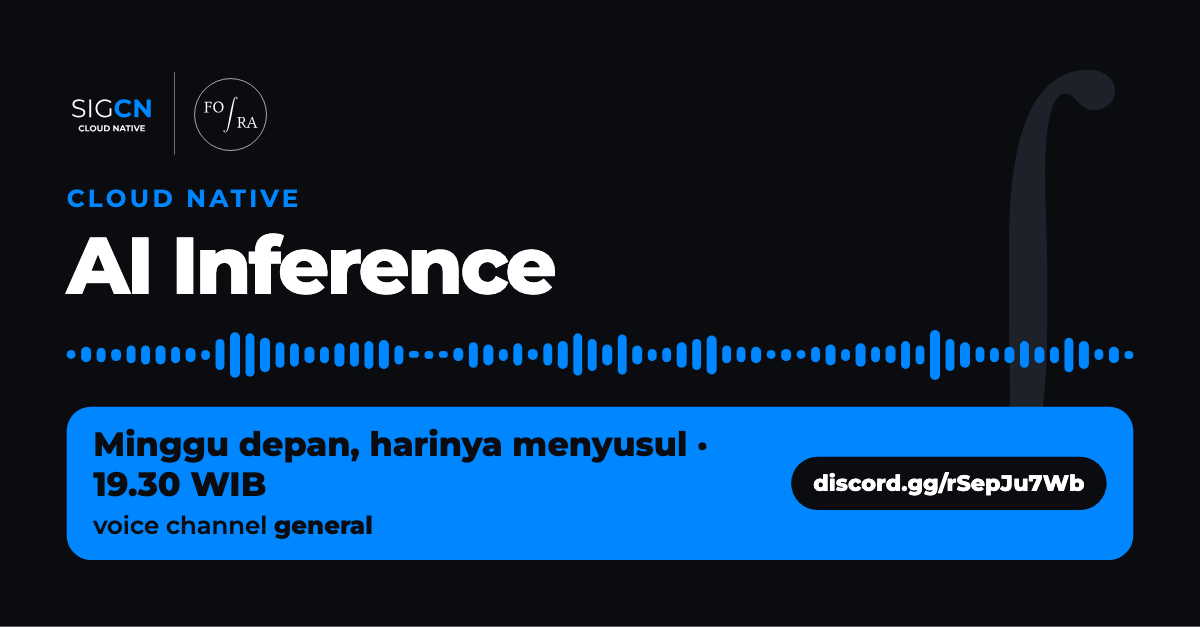 SIGCN
CLOUD NATIVE
FO
RA
CLOUD NATIVE
AI Inference
Minggu depan, harinya menyusul •
19.30 WIB
voice channel general
discord.gg/rSepJu7Wb